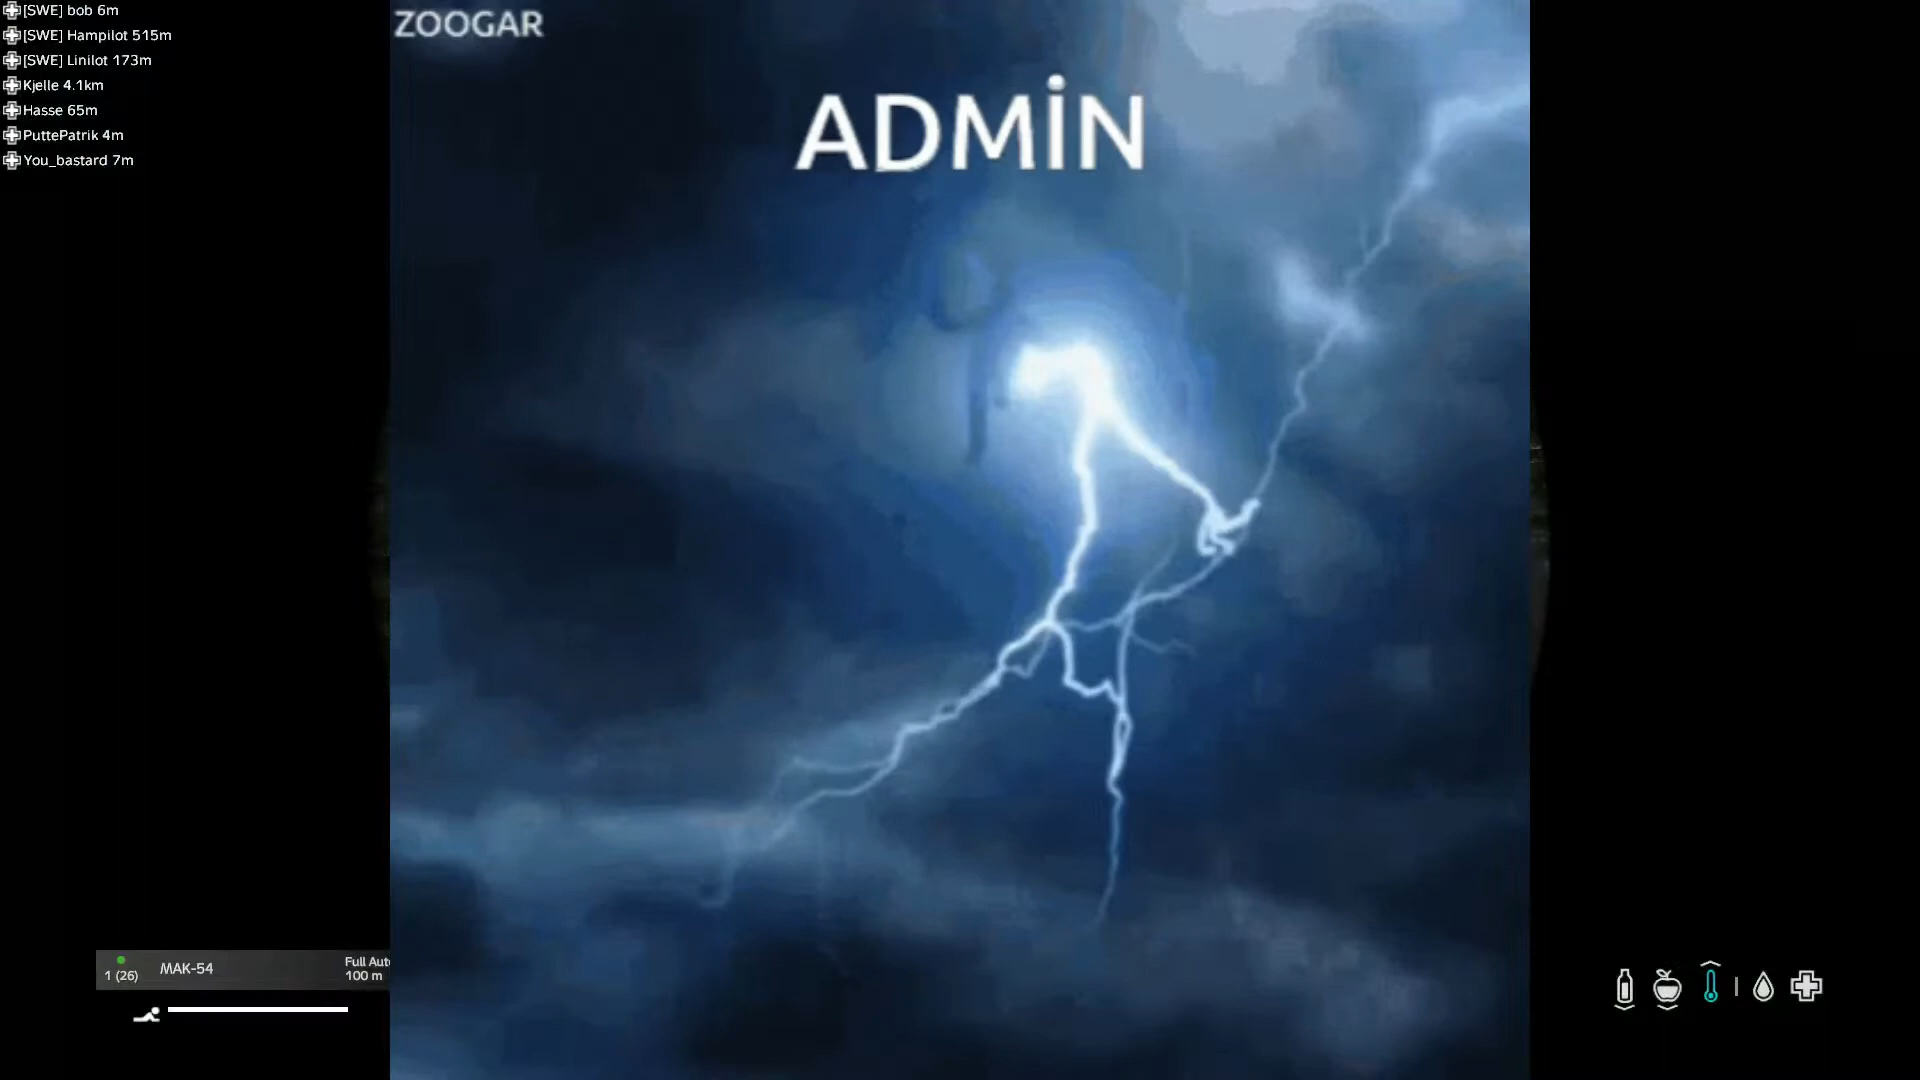 [SWE] bob 6m
[SWE] Hampilot 515m
[SWE] Linilot 173m
Kjelle 4.1km
Hasse 65m
PuttePatrik 4m
You_bastard 7m
ZOOGAR
ADMİN
1 (26) MAK-54 Full Aut
100 m